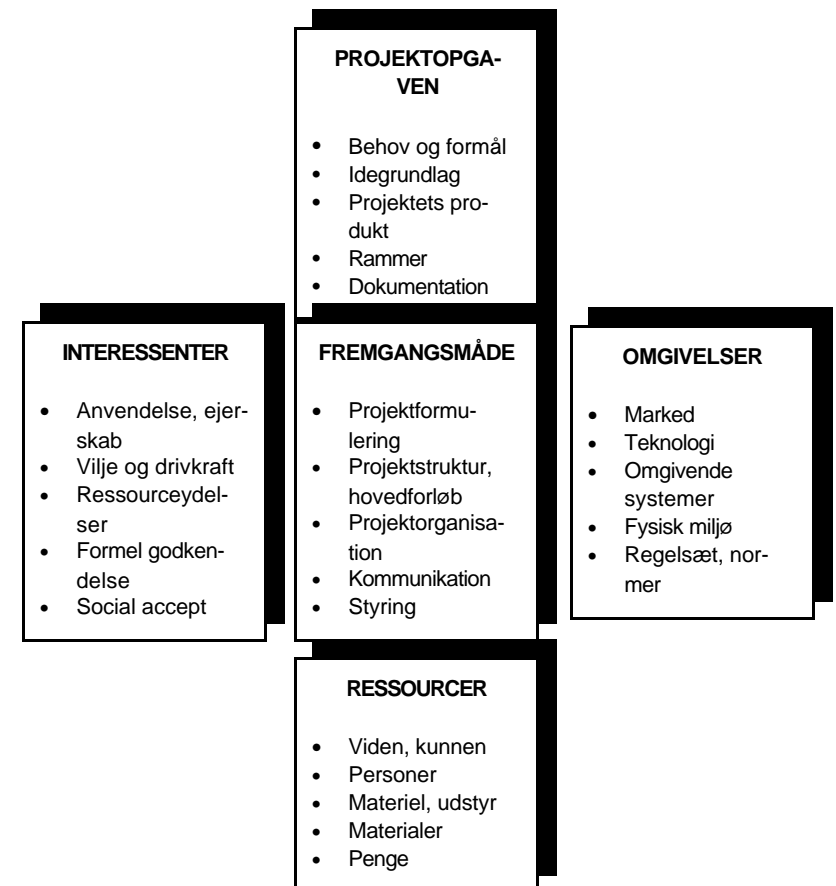 PROJEKTOPGA-
VEN
• Behov og formål
• Idegrundlag
• Projektets pro-
dukt
• Rammer
• Dokumentation
INTERESSENTER
• Anvendelse, ejer-
skab
• Vilje og drivkraft
• Ressourceydel-
ser
• Formel godken-
delse
• Social accept
FREMGANGSMÅDE
• Projektformu-
lering
• Projektstruktur,
hovedforløb
• Projektorganisa-
tion
• Kommunikation
• Styring
OMGIVELSER
• Marked
• Teknologi
• Omgivende
systemer
• Fysisk miljø
• Regelsæt, nor-
mer
RESSOURCER
• Viden, kunnen
• Personer
• Materiel, udstyr
• Materialer
• Penge